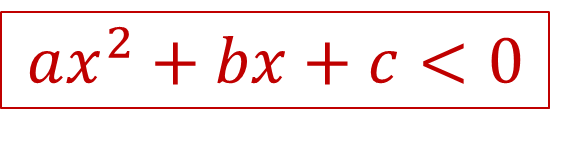 ax² + bx + c < 0